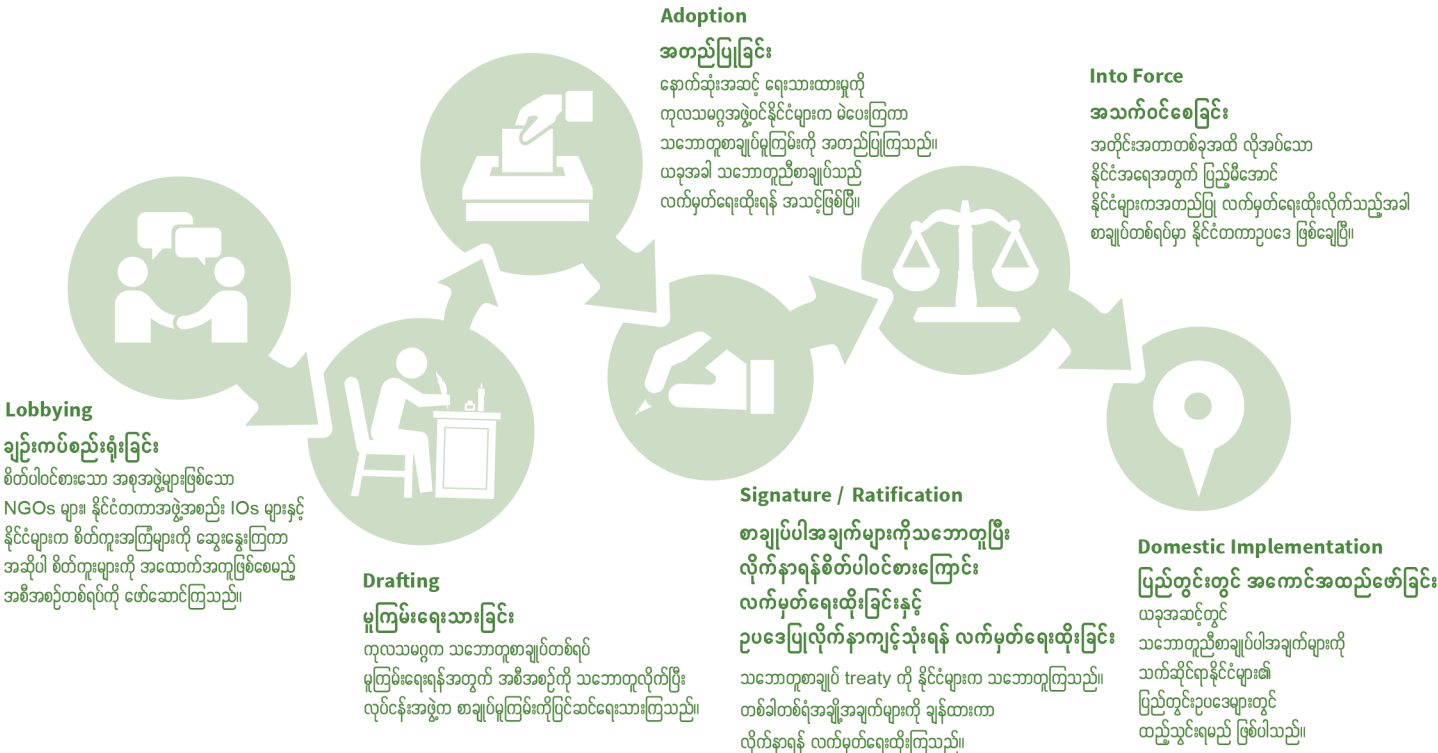 Lobbying
ချဉ်းကပ်စည်းရုံးခြင်း
စိတ်ပါဝင်စားသော အစုအဖွဲ့များဖြစ်သော
NGOs များ၊ နိုင်ငံတကာအဖွဲ့အစည်း IOs များနှင့်
နိုင်ငံများက စိတ်ကူးအကြံများကို ဆွေးနွေးကြကာ
အဆိုပါ စိတ်ကူးများကို အထောက်အကူဖြစ်စေမည့်
အစီအစဉ်တစ်ရပ်ကို ဖော်ဆောင်ကြသည်။
Drafting
မူကြမ်းရေးသားခြင်း
ကုလသမဂ္ဂက သဘောတူစာချုပ်တစ်ရပ်
မူကြမ်းရေးရန်အတွက် အစီအစဉ်ကို သဘောတူလိုက်ပြီး
လုပ်ငန်းအဖွဲ့က စာချုပ်မူကြမ်းကိုပြင်ဆင်ရေးသားကြသည်။
Adoption
အတည်ပြုခြင်း
နောက်ဆုံးအဆင့် ရေးသားထားမှုကို
ကုလသမဂ္ဂအဖွဲ့ဝင်နိုင်ငံများက မဲပေးကြကာ
သဘောတူစာချုပ်မူကြမ်းကို အတည်ပြုကြသည်။
ယခုအခါ သဘောတူညီစာချုပ်သည်
လက်မှတ်ရေးထိုးရန် အသင့်ဖြစ်ပြီ။
Signature / Ratification
စာချုပ်ပါအချက်များကိုသဘောတူပြီး
လိုက်နာရန်စိတ်ပါဝင်စားကြောင်း
လက်မှတ်ရေးထိုးခြင်းနှင့်
ဥပဒေပြုလိုက်နာကျင့်သုံးရန် လက်မှတ်ရေးထိုးခြင်း
သဘောတူစာချုပ် treaty ကို နိုင်ငံများက သဘောတူကြသည်။
တစ်ခါတစ်ရံအချို့အချက်များကို ချန်ထားကာ
လိုက်နာရန် လက်မှတ်ရေးထိုးကြသည်။
Into Force
အသက်ဝင်စေခြင်း
အတိုင်းအတာတစ်ခုအထိ လိုအပ်သော
နိုင်ငံအရေအတွက် ပြည့်မီအောင်
နိုင်ငံများကအတည်ပြု လက်မှတ်ရေးထိုးလိုက်သည့်အခါ
စာချုပ်တစ်ရပ်မှာ နိုင်ငံတကာဥပဒေ ဖြစ်ချေပြီ။
Domestic Implementation
ပြည်တွင်းတွင် အကောင်အထည်ဖော်ခြင်း
ယခုအဆင့်တွင်
သဘောတူညီစာချုပ်ပါအချက်များကို
သက်ဆိုင်ရာနိုင်ငံများ၏
ပြည်တွင်းဥပဒေများတွင်
ထည့်သွင်းရမည် ဖြစ်ပါသည်။